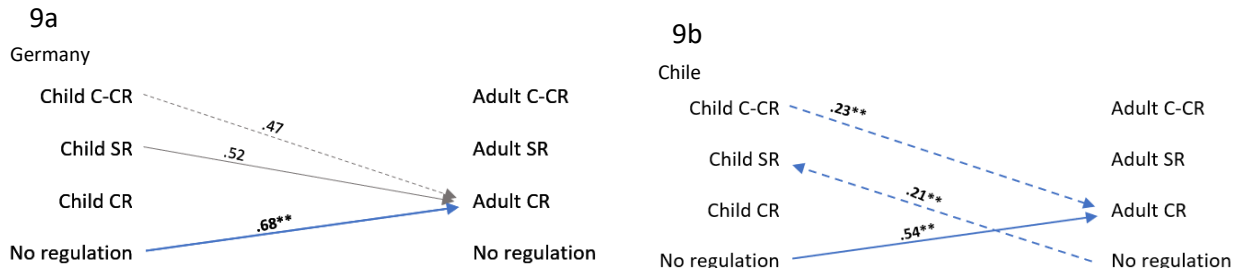 9a
Germany
Child C-CR
Adult C-CR
.47
Child SR
.52
Adult SR
Child CR
Adult CR
.68**
No regulation
No regulation
9b
Chile
Child C-CR
.23**
Adult C-CR
Child SR
Adult SR
.21**
Child CR
Adult CR
.54**
No regulation
No regulation